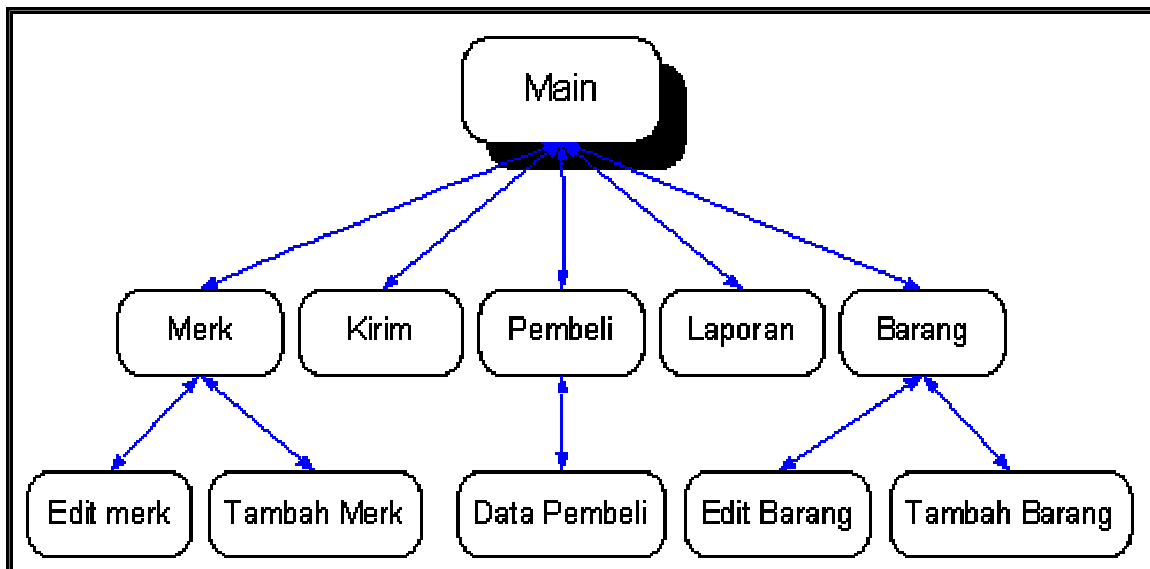 Main
Merk
Kirim
Pembeli
Laporan
Barang
Edit merk
Tambah Merk
Data Pembeli
Edit Barang
Tambah Barang